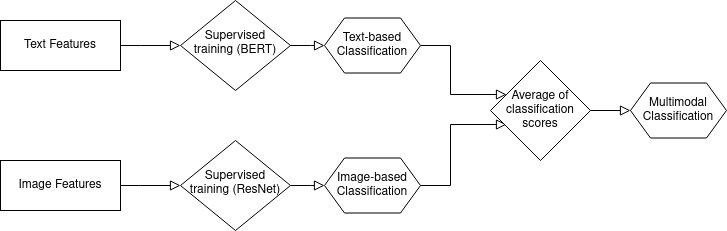 Text Features
Supervised
training (BERT)
Text-based
Classification
Image Features
Supervised
training (ResNet)
Image-based
Classification
Average of
classification
scores
Multimodal
Classification